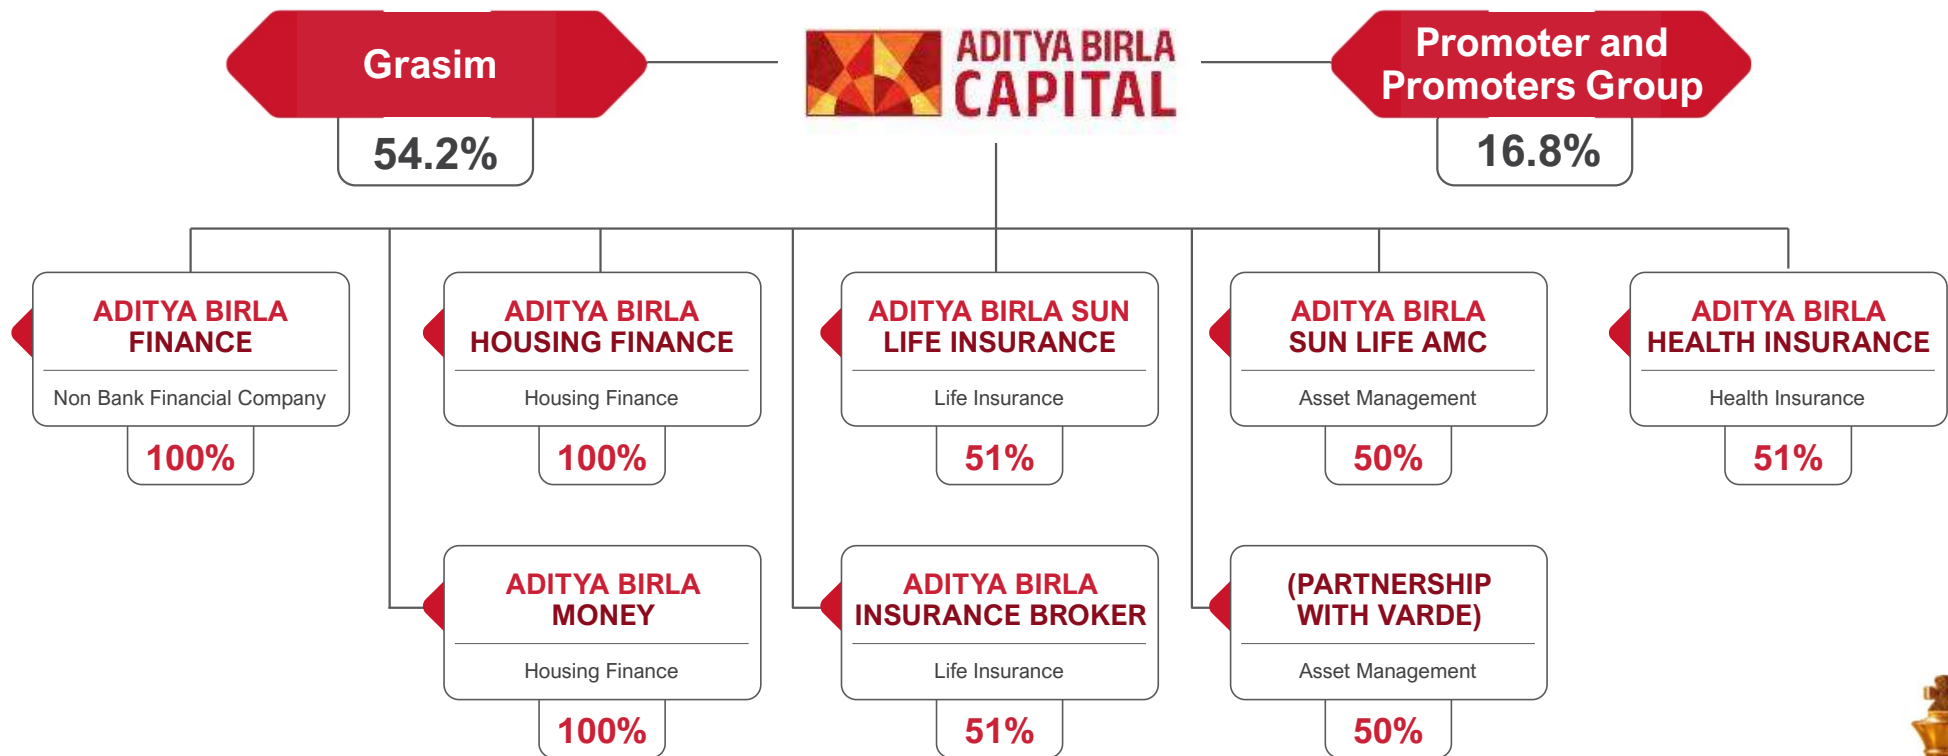 Grasim
54.2%
ADITYA BIRLA
CAPITAL
Promoter and
Promoters Group
16.8%
ADITYA BIRLA
FINANCE
Non Bank Financial Company
100%
ADITYA BIRLA
HOUSING FINANCE
Housing Finance
100%
ADITYA BIRLA SUN
LIFE INSURANCE
Life Insurance
51%
ADITYA BIRLA
SUN LIFE AMC
Asset Management
50%
ADITYA BIRLA
HEALTH INSURANCE
Health Insurance
51%
ADITYA BIRLA
MONEY
Housing Finance
100%
ADITYA BIRLA
INSURANCE BROKER
Life Insurance
51%
(PARTNERSHIP
WITH VARDE)
Asset Management
50%